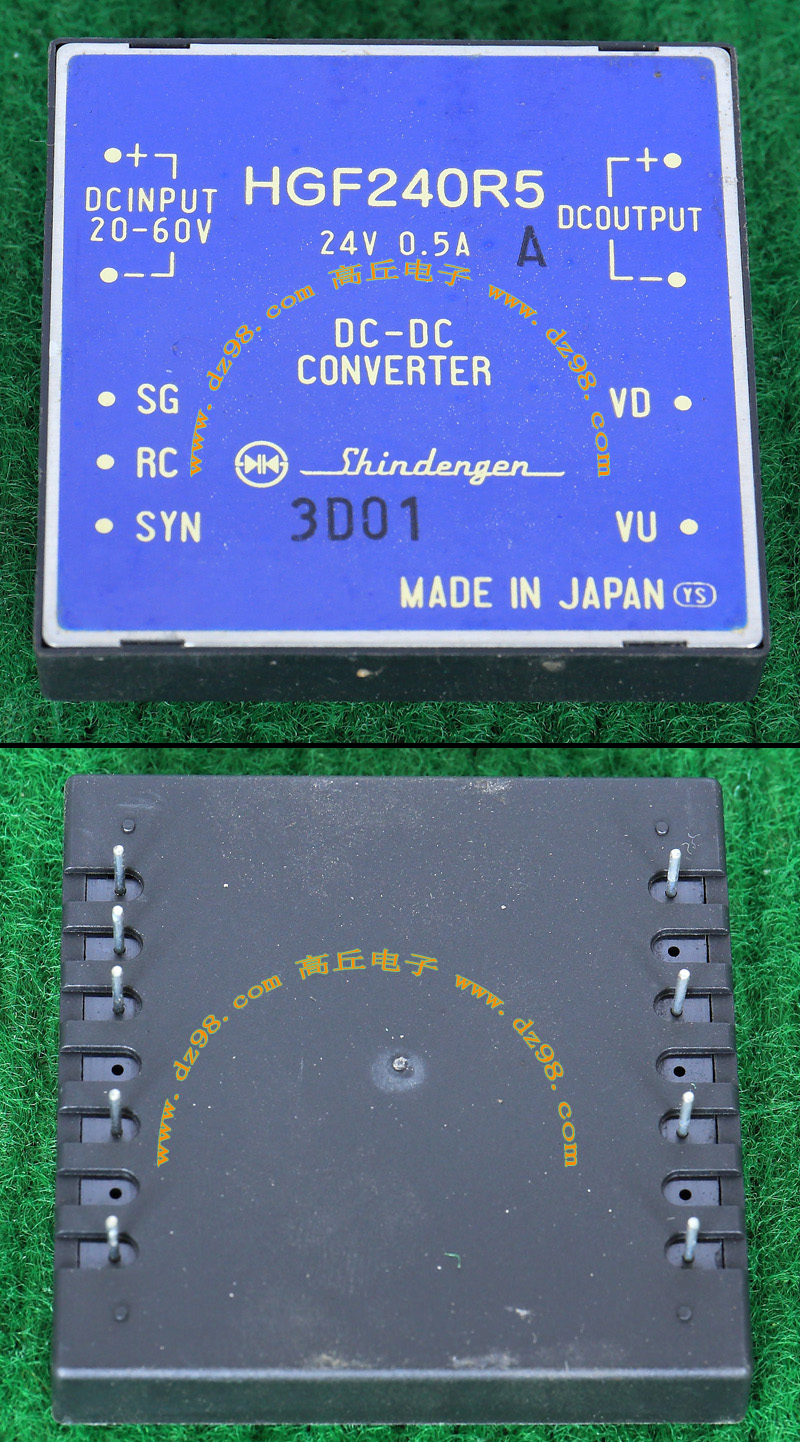 + HGF240R5 +
DCINPUT
20-60V
DCOUTPUT
- 24V 0.5A A -
www.dz98.com 高丘电子 www.dz98.com
DC-DC
CONVERTER
SG VD
RC Shindengen
SYN 3D01 VU
MADE IN JAPAN YS
www.dz98.com 高丘电子 www.dz98.com